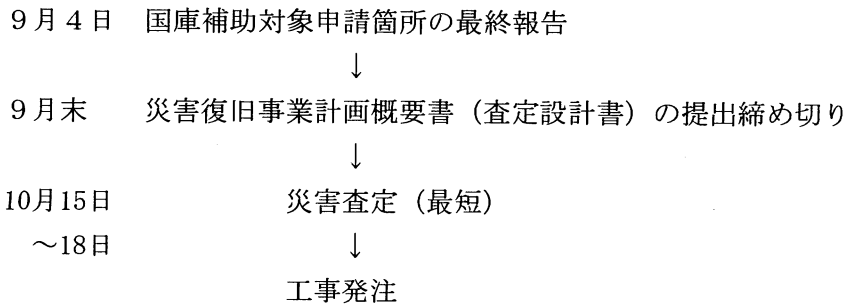 ９月４日　国庫補助対象申請箇所の最終報告
↓
９月末　災害復旧事業計画概要書（査定設計書）の提出締め切り
↓
10月15日　災害査定（最短）
～18日　↓
工事発注